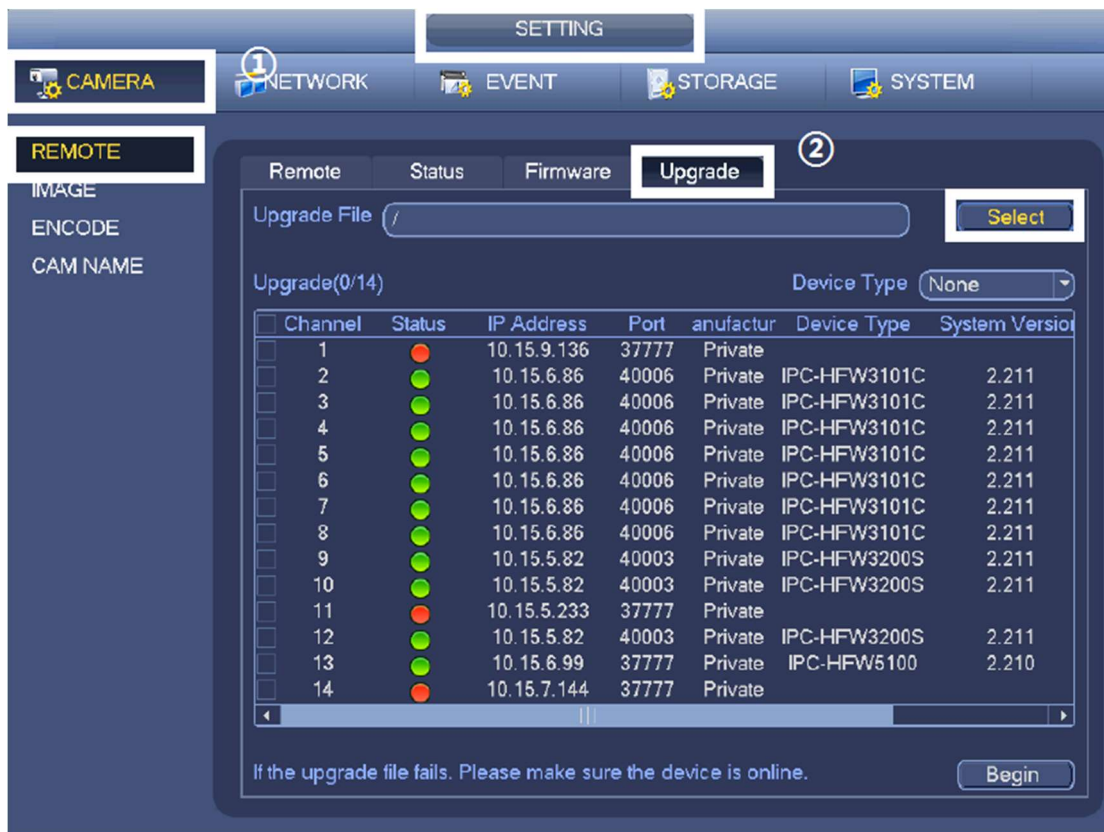 SETTING
①
CAMERA NETWORK EVENT STORAGE SYSTEM
REMOTE
IMAGE
ENCODE
CAM NAME
②
Remote Status Firmware Upgrade
Upgrade File / Select
Upgrade(0/14) Device Type None
Channel Status IP Address Port anufactur Device Type System Version
1 10.15.9.136 37777 Private
2 10.15.6.86 40006 Private IPC-HFW3101C 2.211
3 10.15.6.86 40006 Private IPC-HFW3101C 2.211
4 10.15.6.86 40006 Private IPC-HFW3101C 2.211
5 10.15.6.86 40006 Private IPC-HFW3101C 2.211
6 10.15.6.86 40006 Private IPC-HFW3101C 2.211
7 10.15.6.86 40006 Private IPC-HFW3101C 2.211
8 10.15.6.86 40006 Private IPC-HFW3101C 2.211
9 10.15.5.82 40003 Private IPC-HFW3200S 2.211
10 10.15.5.82 40003 Private IPC-HFW3200S 2.211
11 10.15.5.233 37777 Private
12 10.15.5.82 40003 Private IPC-HFW3200S 2.211
13 10.15.6.99 37777 Private IPC-HFW5100 2.210
14 10.15.7.144 37777 Private
If the upgrade file fails. Please make sure the device is online. Begin